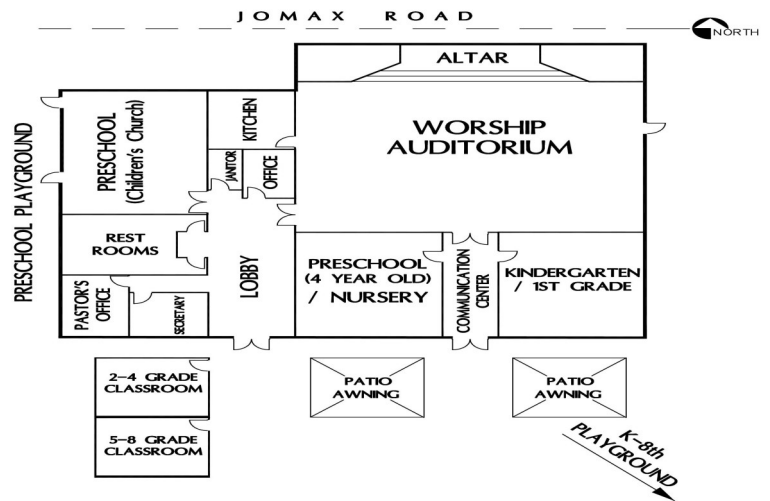 JOMAX ROAD
NORTH
ALTAR
WORSHIP
AUDITORIUM
PRESCHOOL PLAYGROUND
PRESCHOOL
(Children's Church)
KITCHEN
JANITOR
OFFICE
REST
ROOMS
LOBBY
PASTOR'S
OFFICE
SECRETARY
PRESCHOOL
(4 YEAR OLD)
/ NURSERY
COMMUNICATION
CENTER
KINDERGARTEN
/ 1ST GRADE
2-4 GRADE
CLASSROOM
5-8 GRADE
CLASSROOM
PATIO
AWNING
PATIO
AWNING
K-8th
PLAYGROUND